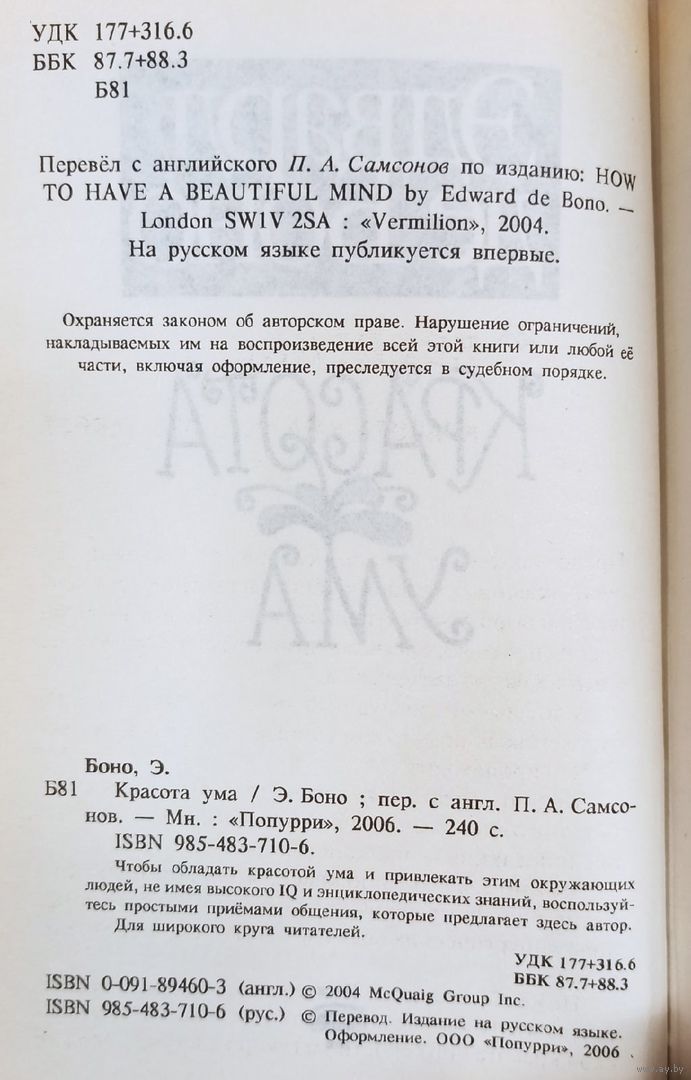 УДК 177+316.6
ББК 87.7+88.3
Б81
Перевёл с английского П. А. Самсонов по изданию: HOW
TO HAVE A BEAUTIFUL MIND by Edward de Bono. —
London SW1V 2SA : «Vermilion», 2004.
На русском языке публикуется впервые.
Охраняется законом об авторском праве. Нарушение ограничений,
накладываемых им на воспроизведение всей этой книги или любой её
части, включая оформление, преследуется в судебном порядке.
КРАСОТА
УМА
Боно, Э.
Б81 Красота ума / Э. Боно ; пер. с англ. П. А. Самсо-
нов. — Мн. : «Попурри», 2006. — 240 с.
ISBN 985-483-710-6.
Чтобы обладать красотой ума и привлекать этим окружающих
людей, не имея высокого IQ и энциклопедических знаний, воспользуй-
тесь простыми приёмами общения, которые предлагает здесь автор.
Для широкого круга читателей.
УДК 177+316.6
ББК 87.7+88.3
ISBN 0-091-89460-3 (англ.) © 2004 McQuaig Group Inc.
ISBN 985-483-710-6 (рус.) © Перевод. Издание на русском языке.
Оформление. ООО «Попурри», 2006
www.ay.by